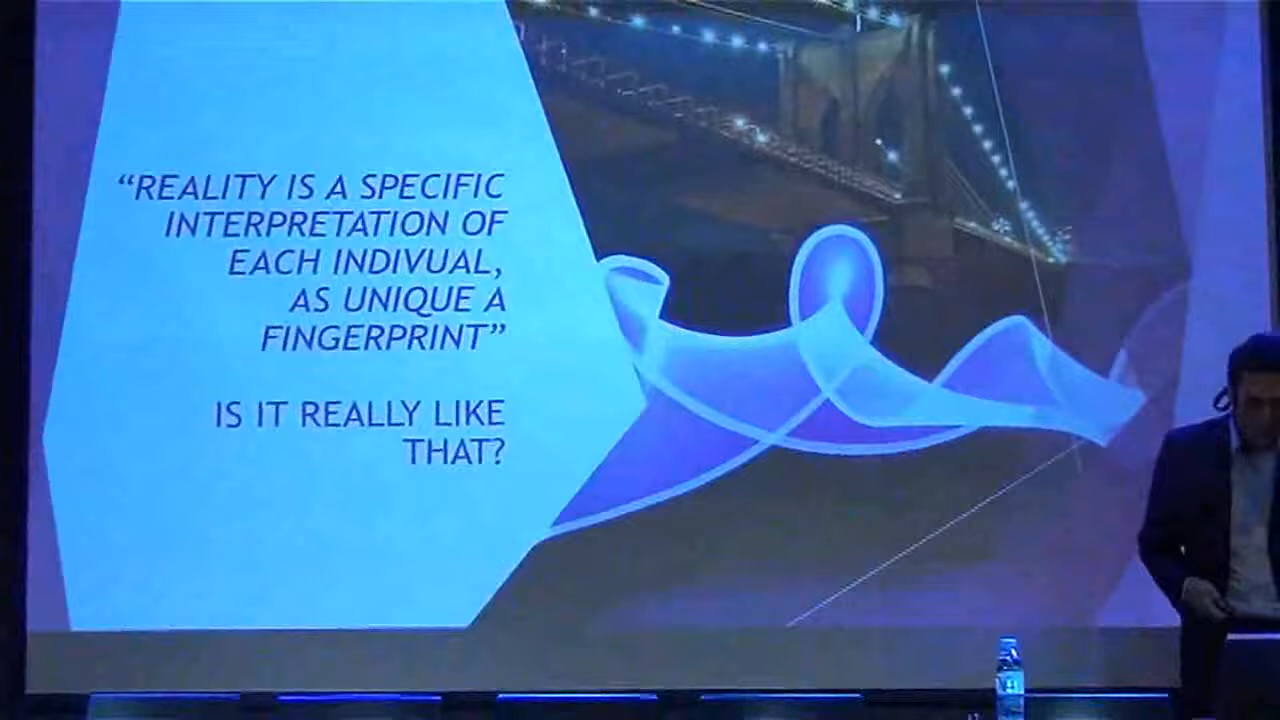 “REALITY IS A SPECIFIC
INTERPRETATION OF
EACH INDIVUAL,
AS UNIQUE A
FINGERPRINT”
IS IT REALLY LIKE
THAT?